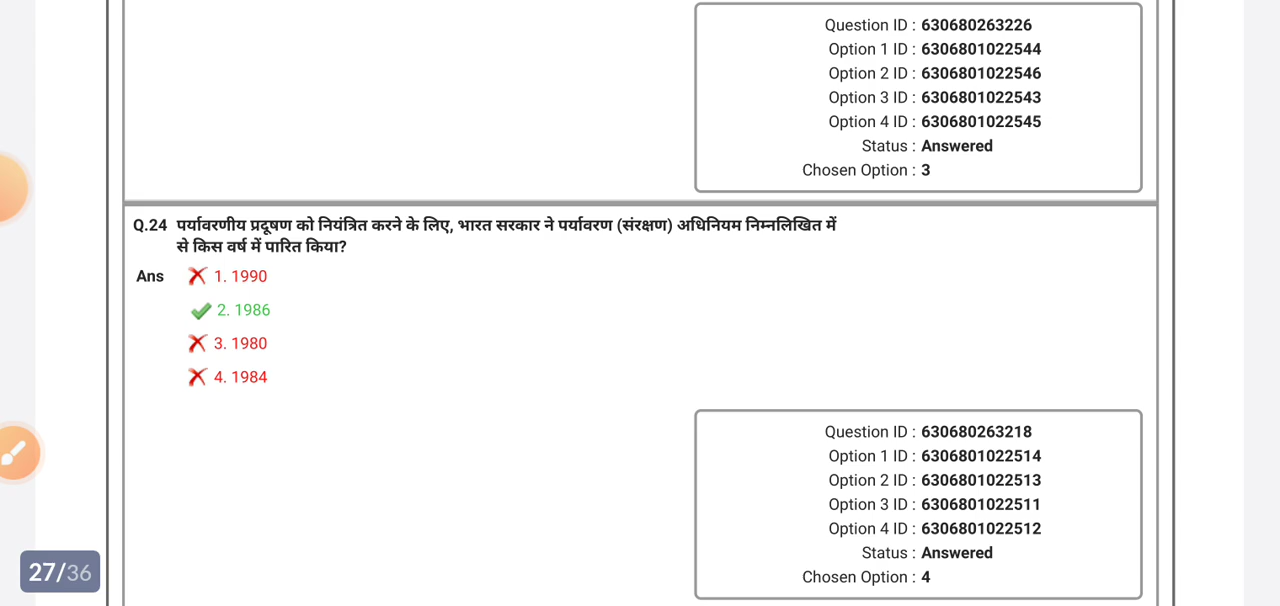 Question ID : 630680263226
Option 1 ID : 6306801022544
Option 2 ID : 6306801022546
Option 3 ID : 6306801022543
Option 4 ID : 6306801022545
Status : Answered
Chosen Option : 3
Q.24 पर्यावरणीय प्रदूषण को नियंत्रित करने के लिए, भारत सरकार ने पर्यावरण (संरक्षण) अधिनियम निम्नलिखित में
से किस वर्ष में पारित किया?
Ans 1. 1990
2. 1986
3. 1980
4. 1984
Question ID : 630680263218
Option 1 ID : 6306801022514
Option 2 ID : 6306801022513
Option 3 ID : 6306801022511
Option 4 ID : 6306801022512
Status : Answered
Chosen Option : 4
27/36